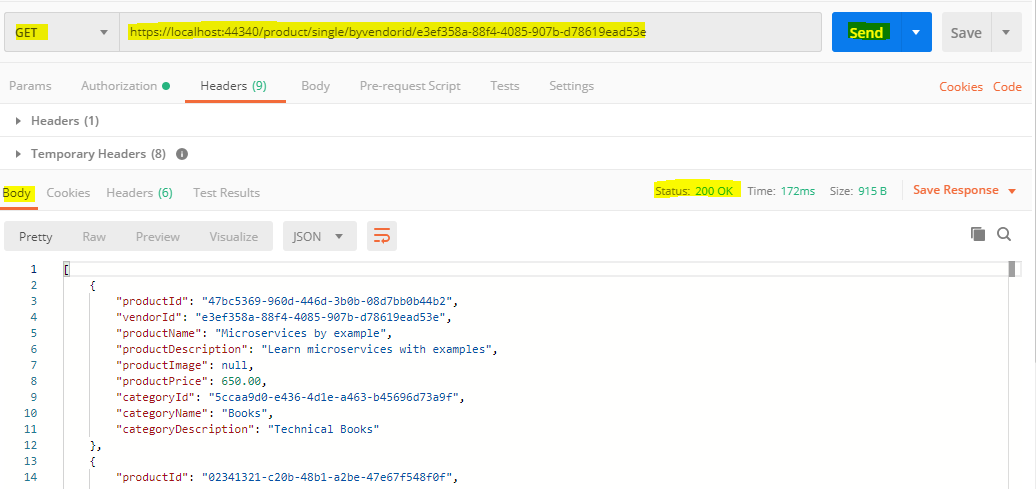 GET https://localhost:44340/product/single/byvendorid/e3ef358a-88f4-4085-907b-d78619ead53e Send Save
Params Authorization Headers (9) Body Pre-request Script Tests Settings Cookies Code
Headers (1)
Temporary Headers (8)
Body Cookies Headers (6) Test Results Status: 200 OK Time: 172ms Size: 915 B Save Response
Pretty Raw Preview Visualize JSON
1 [
2 {
3 "productId": "47bc5369-960d-446d-3b0b-08d7bb0b44b2",
4 "vendorId": "e3ef358a-88f4-4085-907b-d78619ead53e",
5 "productName": "Microservices by example",
6 "productDescription": "Learn microservices with examples",
7 "productImage": null,
8 "productPrice": 650.00,
9 "categoryId": "5ccaa9d0-e436-4d1e-a463-b45696d73a9f",
10 "categoryName": "Books",
11 "categoryDescription": "Technical Books"
12 },
13 {
14 "productId": "02341321-c20b-48b1-a2be-47e67f548f0f",